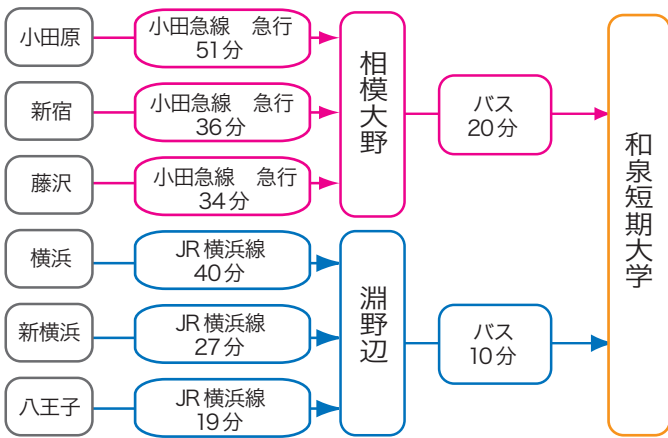 小田原
小田急線　急行
51分
新宿
小田急線　急行
36分
藤沢
小田急線　急行
34分
相模大野
バス
20分
横浜
JR横浜線
40分
新横浜
JR横浜線
27分
八王子
JR横浜線
19分
淵野辺
バス
10分
和泉短期大学